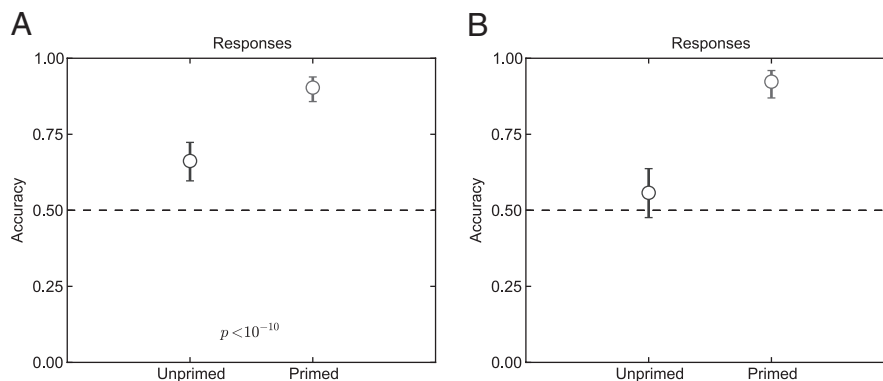 A
Responses
1.00
0.75
0.50
0.25
0.00
Accuracy
p<10^{-10}
Unprimed Primed
B
Responses
1.00
0.75
0.50
0.25
0.00
Accuracy
Unprimed Primed